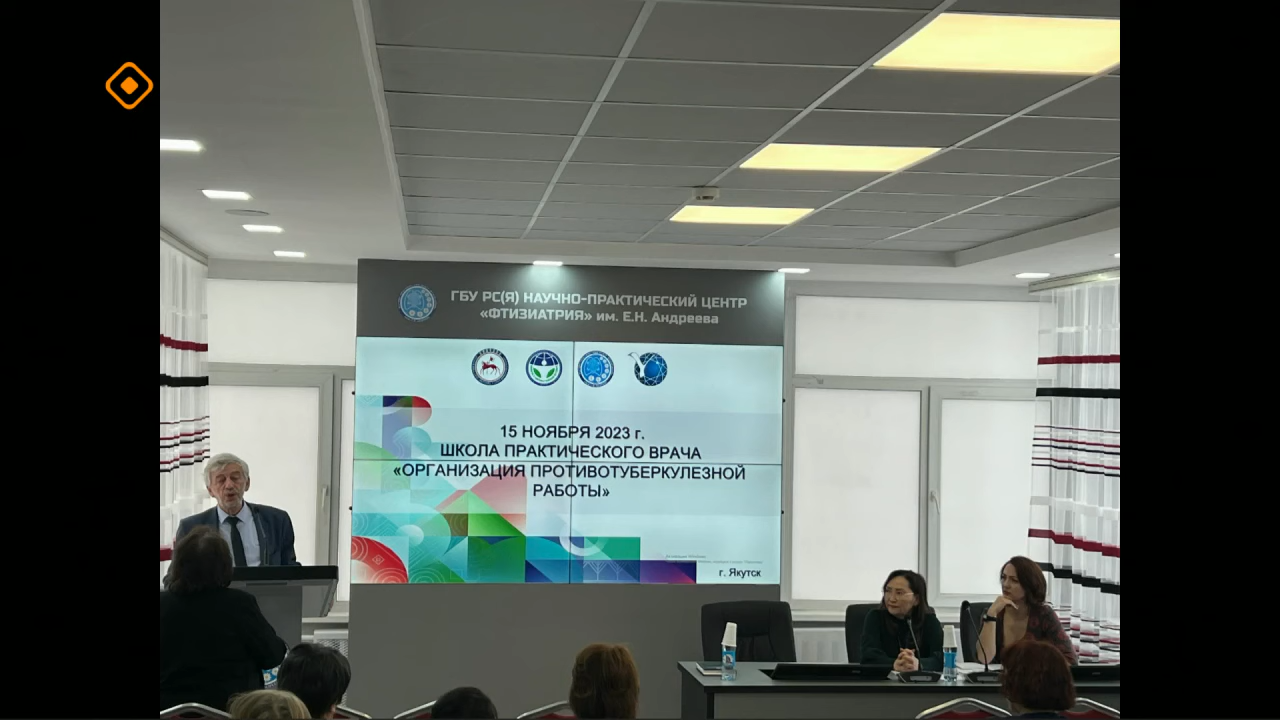 ГБУ РС(Я) НАУЧНО-ПРАКТИЧЕСКИЙ ЦЕНТР
«ФТИЗИАТРИЯ» им. Е.Н. Андреева
15 НОЯБРЯ 2023 г.
ШКОЛА ПРАКТИЧЕСКОГО ВРАЧА
«ОРГАНИЗАЦИЯ ПРОТИВОТУБЕРКУЛЕЗНОЙ
РАБОТЫ»
г. Якутск